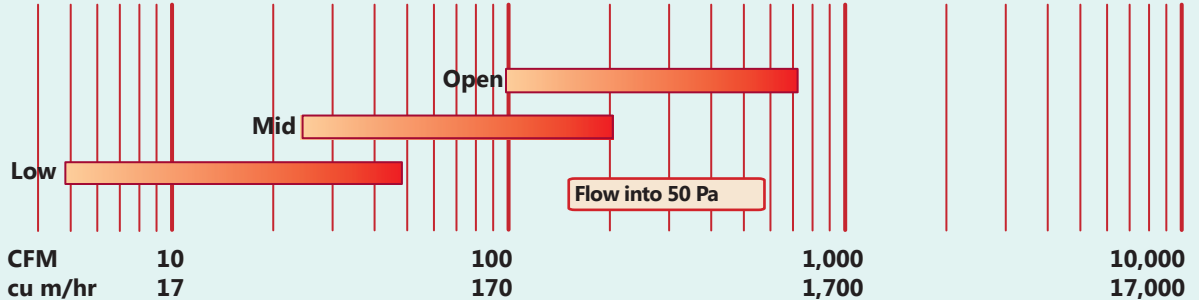 Open
Mid
Low
Flow into 50 Pa
CFM 10 100 1,000 10,000
cu m/hr 17 170 1,700 17,000